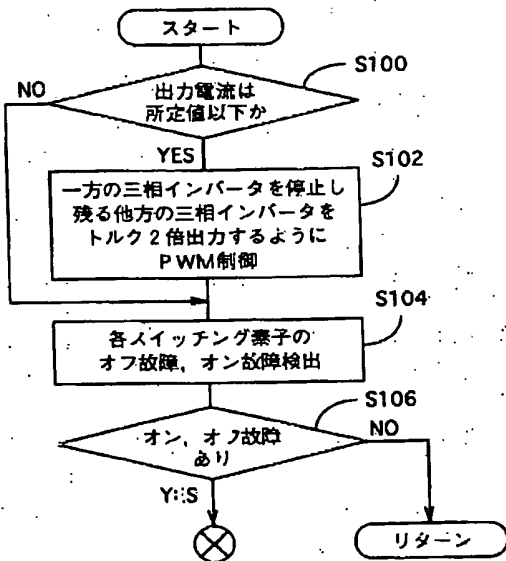 スタート
S100
NO
出力電流は
所定値以下か
YES
S102
一方の三相インバータを停止し
残る他方の三相インバータを
トルク2倍出力するように
PWM制御
S104
各スイッチング素子の
オフ故障,オン故障検出
S106
オン,オフ故障
あり
NO
YES
リターン